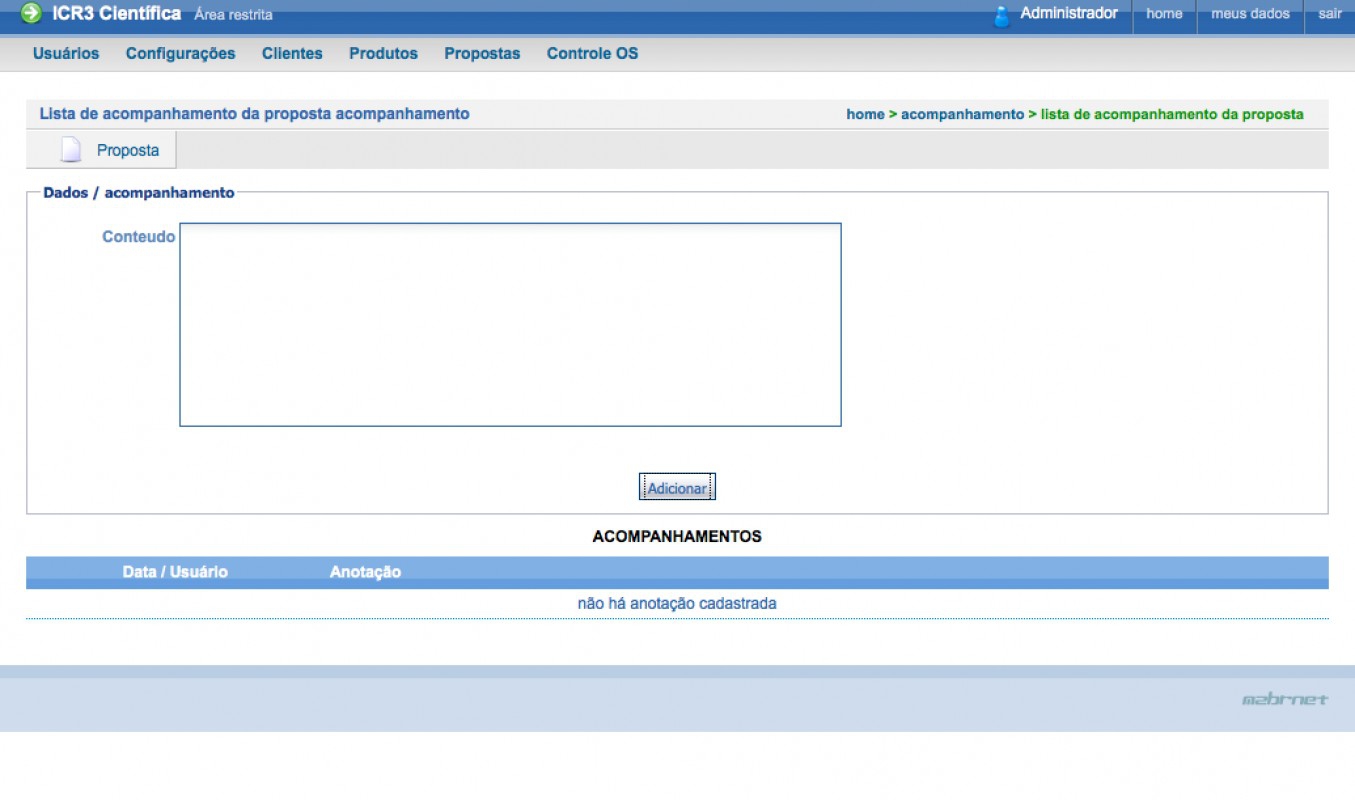 ICR3 Científica Área restrita Administrador home meus dados sair
Usuários Configurações Clientes Produtos Propostas Controle OS
Lista de acompanhamento da proposta acompanhamento home > acompanhamento > lista de acompanhamento da proposta
Proposta
Dados / acompanhamento
Conteudo
Adicionar
ACOMPANHAMENTOS
Data / Usuário Anotação
não há anotação cadastrada
m2brnet